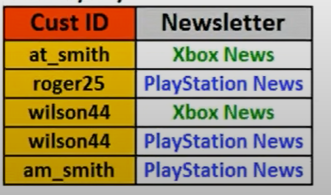 Cust ID Newsletter
at_smith Xbox News
roger25 PlayStation News
wilson44 Xbox News
wilson44 PlayStation News
am_smith PlayStation News